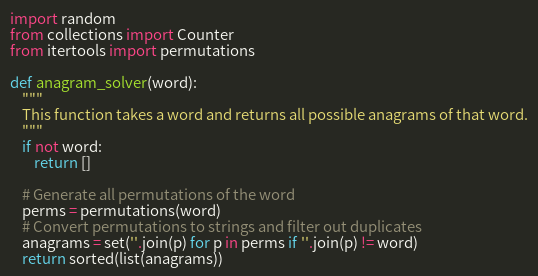 import random
from collections import Counter
from itertools import permutations

def anagram_solver(word):
    """
    This function takes a word and returns all possible anagrams of that word.
    """
    if not word:
        return []

    # Generate all permutations of the word
    perms = permutations(word)
    # Convert permutations to strings and filter out duplicates
    anagrams = set(''.join(p) for p in perms if ''.join(p) != word)
    return sorted(list(anagrams))